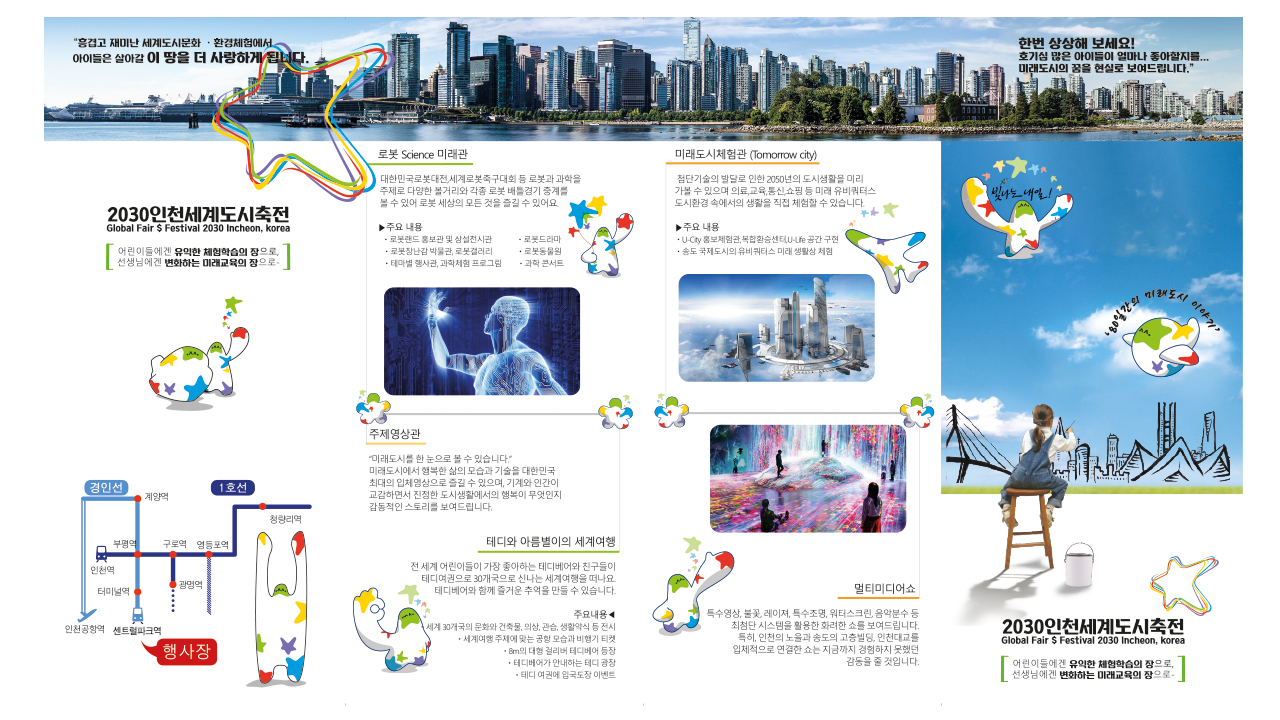 "흥겹고 재미난 세계도시문화 · 환경체험에서
아이들은 살아갈 이 땅을 더 사랑하게 됩니다.
한번 상상해 보세요!
호기심 많은 아이들이 얼마나 좋아할지를...
미래도시의 꿈을 현실로 보여드립니다."
2030인천세계도시축전
Global Fair $ Festival 2030 Incheon, korea
어린이들에겐 유익한 체험학습의 장으로,
선생님에겐 변화하는 미래교육의 장으로-
경인선
1호선
계양역
청량리역
부평역
구로역
영등포역
인천역
광명역
터미널역
인천공항역
센트럴파크역
행사장
로봇 Science 미래관
대한민국로봇대전,세계로봇축구대회 등 로봇과 과학을
주제로 다양한 볼거리와 각종 로봇 배틀경기 중계를
볼 수 있어 로봇 세상의 모든 것을 즐길 수 있어요.
▶주요 내용
· 로봇랜드 홍보관 및 상설전시관
· 로봇드라마
· 로봇장난감 박물관, 로봇갤러리
· 로봇동물원
· 테마별 행사관, 과학체험 프로그림
· 과학 콘서트
주제영상관
"미래도시를 한 눈으로 볼 수 있습니다."
미래도시에서 행복한 삶의 모습과 기술을 대한민국
최대의 입체영상으로 즐길 수 있으며, 기계와 인간이
교감하면서 진정한 도시생활에서의 행복이 무엇인지
감동적인 스토리를 보여드립니다.
테디와 아름별이의 세계여행
전 세계 어린이들이 가장 좋아하는 테디베어와 친구들이
테디여권으로 30개국으로 신나는 세계여행을 떠나요.
테디베어와 함께 즐거운 추억을 만들 수 있습니다.
주요내용◀
세계 30개국의 문화와 건축물, 의상, 관습, 생활약식 등 전시
· 세계여행 주제에 맞는 공항 모습과 비행기 티켓
· 8m의 대형 걸리버 테디베어 등장
· 테디베어가 안내하는 테디 광장
· 테디 여권에 입국도장 이벤트
미래도시체험관 (Tomorrow city)
첨단기술의 발달로 인한 2050년의 도시생활을 미리
가볼 수 있으며 의료,교육,통신,쇼핑 등 미래 유비쿼터스
도시환경 속에서의 생활을 직접 체험할 수 있습니다.
▶주요 내용
· U-City 홍보체험관,복합환승센터,U-Life 공간 구현
· 송도 국제도시의 유비쿼터스 미래 생활상 체험
멀티미디어쇼
특수영상, 불꽃, 레이져, 특수조명, 워터스크린, 음악분수 등
최첨단 시스템을 활용한 화려한 쇼를 보여드립니다.
특히, 인천의 노을과 송도의 고층빌딩, 인천대교를
입체적으로 연결한 쇼는 지금까지 경험하지 못했던
감동을 줄 것입니다.
빛나는 내일!
'80일간의 미래도시 이야기'
2030인천세계도시축전
Global Fair $ Festival 2030 Incheon, korea
어린이들에겐 유익한 체험학습의 장으로,
선생님에겐 변화하는 미래교육의 장으로-